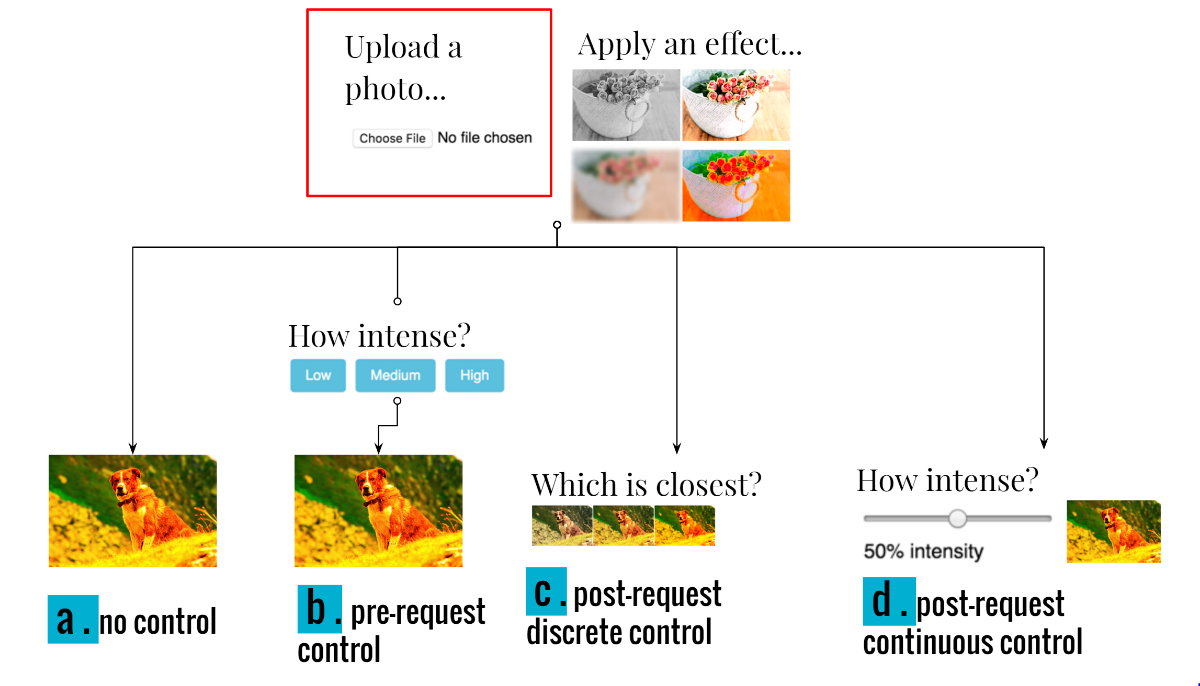 Upload a
photo...
Choose File No file chosen
Apply an effect...
How intense?
Low Medium High
Which is closest?
How intense?
50% intensity
a. no control
b. pre-request
control
c. post-request
discrete control
d. post-request
continuous control